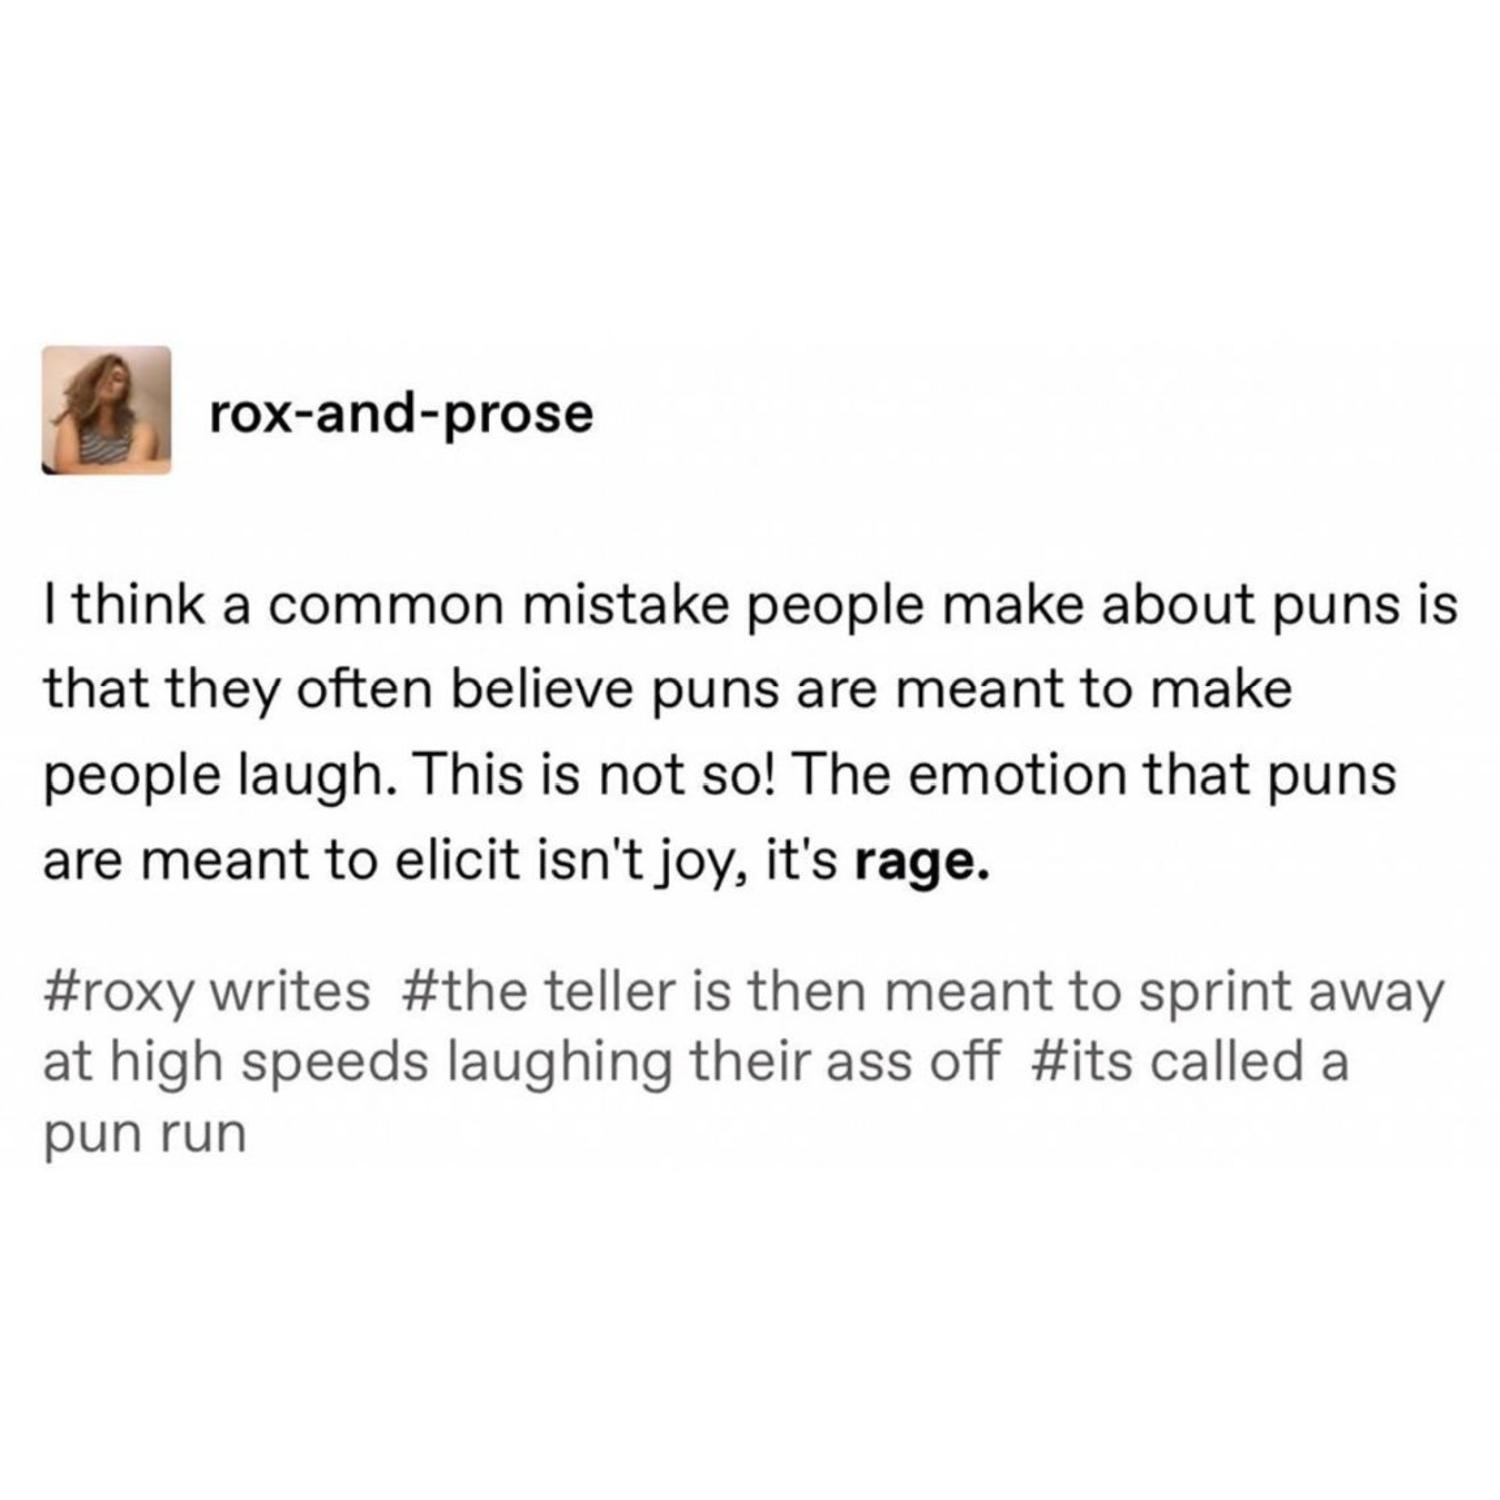 rox-and-prose
I think a common mistake people make about puns is
that they often believe puns are meant to make
people laugh. This is not so! The emotion that puns
are meant to elicit isn't joy, it's rage.
#roxy writes  #the teller is then meant to sprint away
at high speeds laughing their ass off  #its called a
pun run